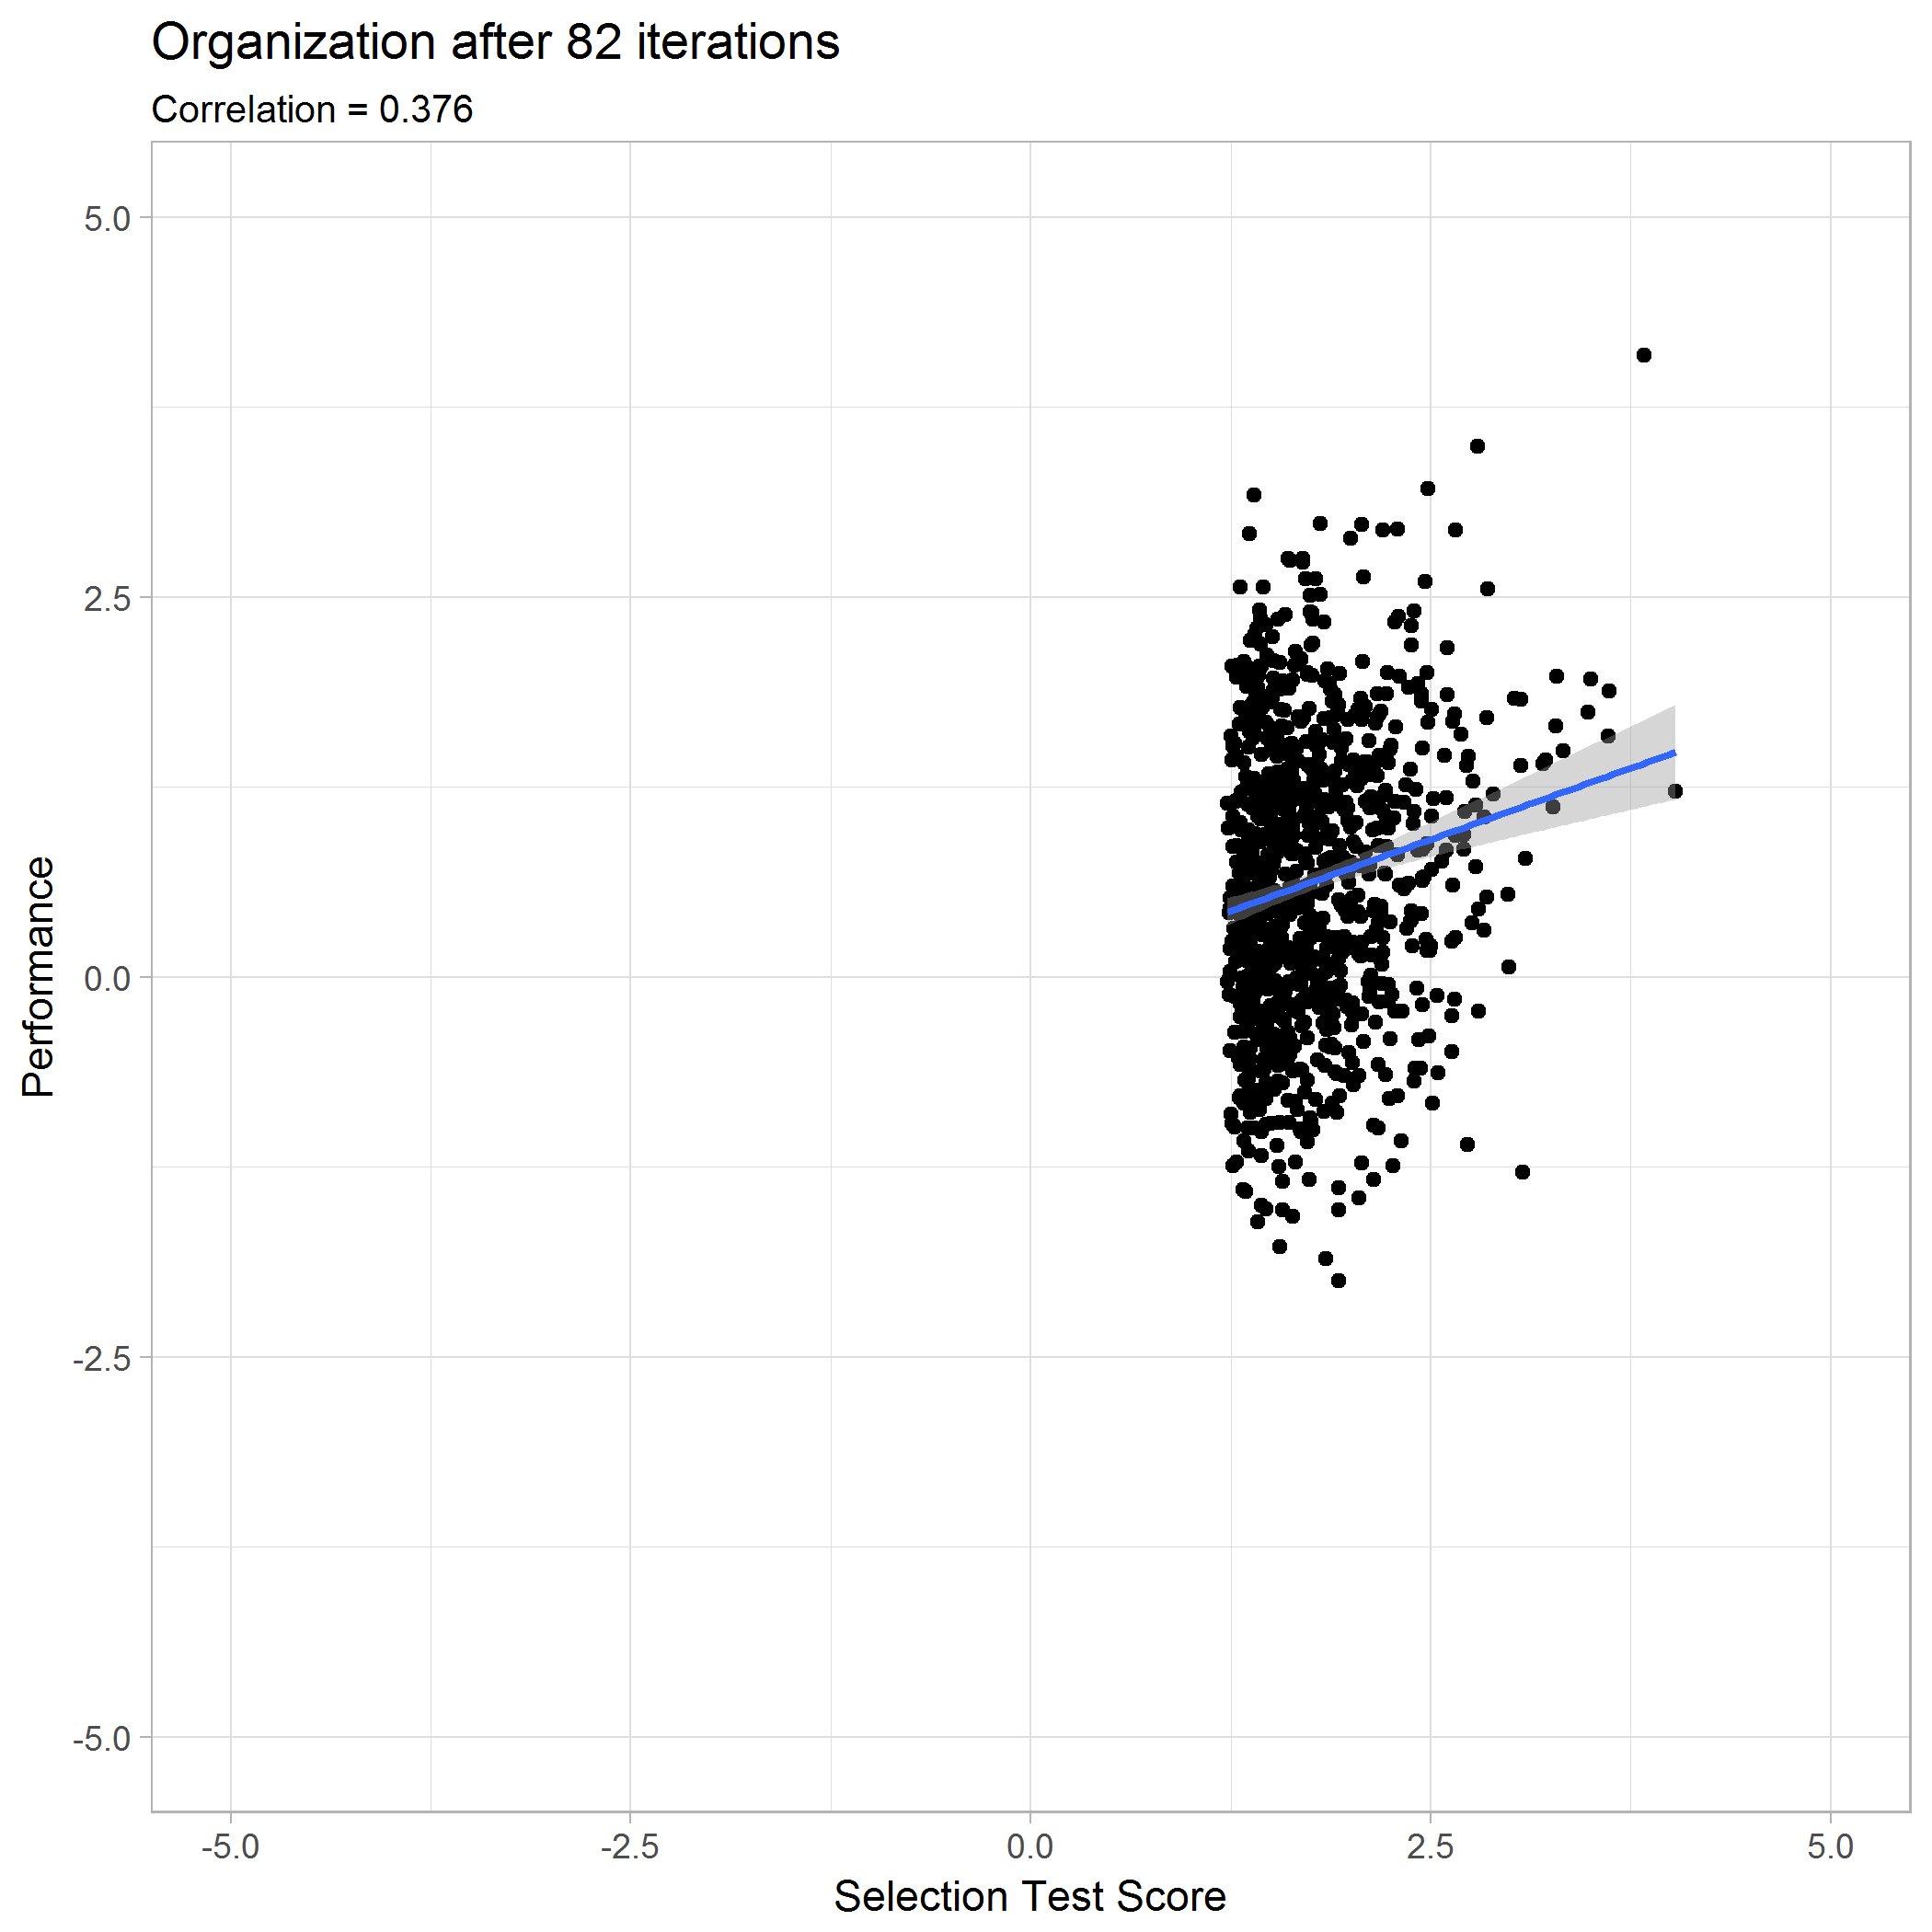 Organization after 82 iterations
Correlation = 0.376
5.0
2.5
0.0
-2.5
-5.0
Performance
-5.0 -2.5 0.0 2.5 5.0
Selection Test Score